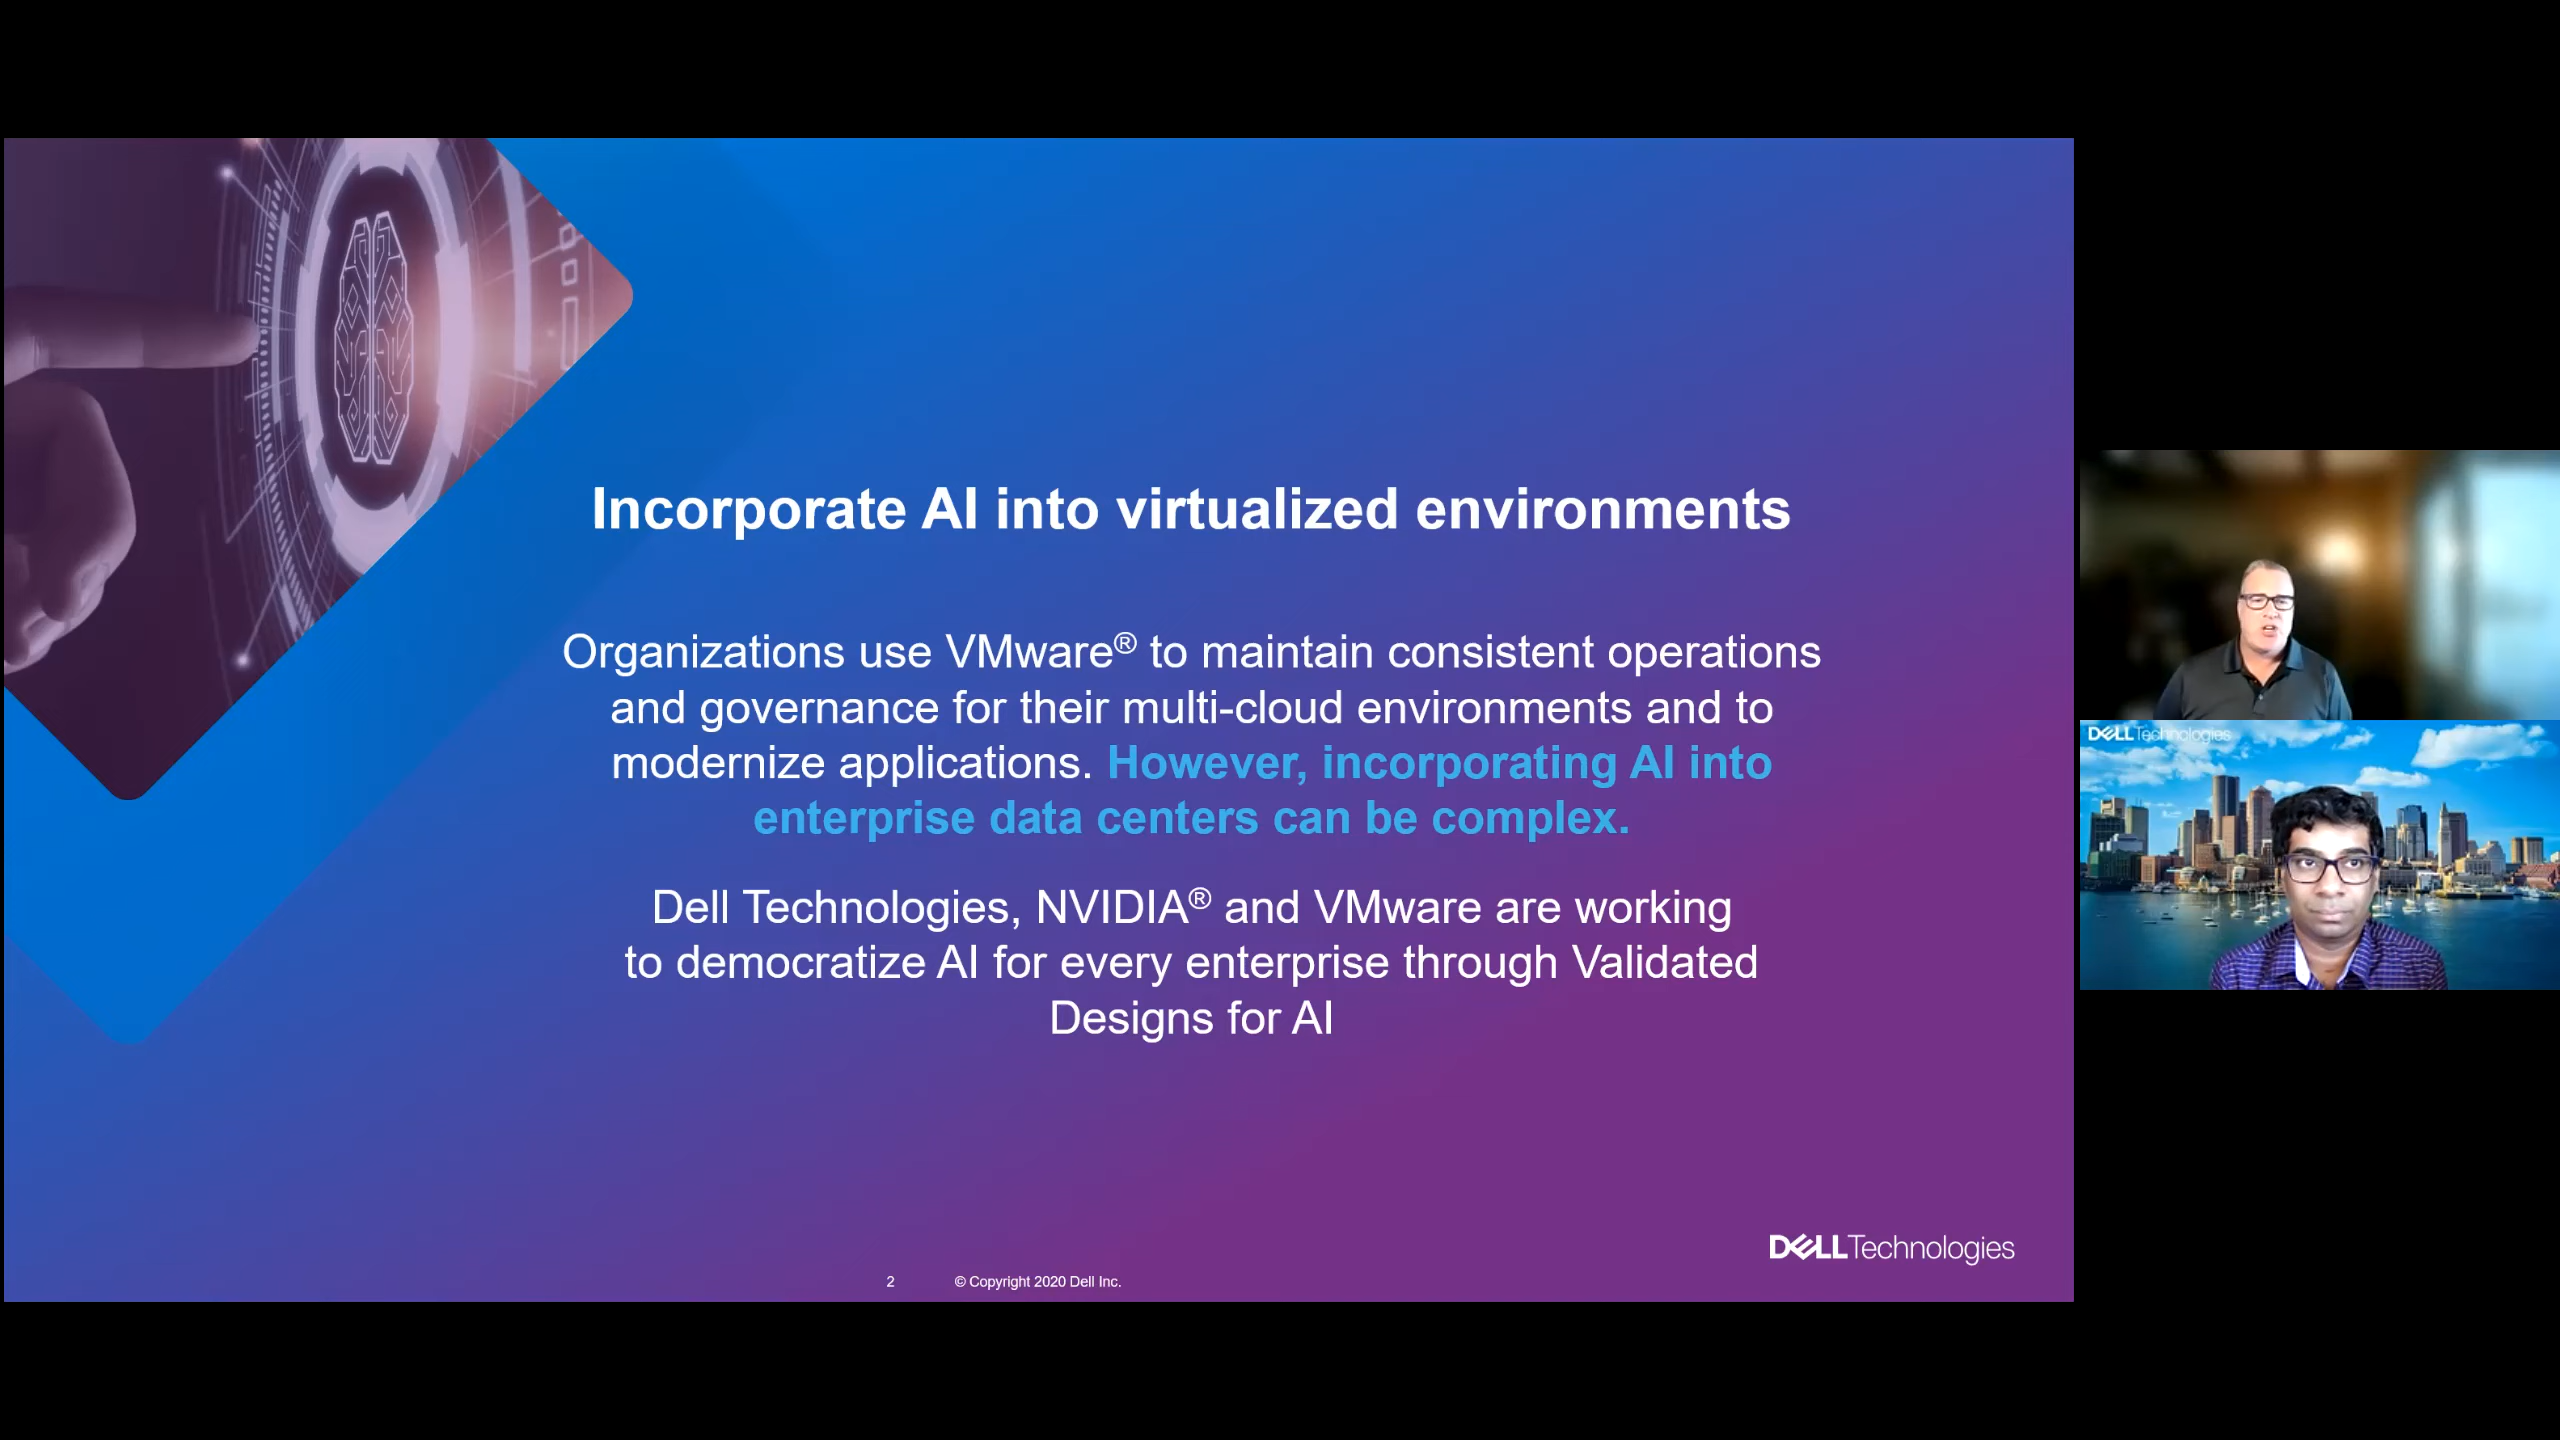 Incorporate AI into virtualized environments
Organizations use VMware® to maintain consistent operations
and governance for their multi-cloud environments and to
modernize applications. However, incorporating AI into
enterprise data centers can be complex.
Dell Technologies, NVIDIA® and VMware are working
to democratize AI for every enterprise through Validated
Designs for AI
DELL Technologies
2 © Copyright 2020 Dell Inc.
DELL Technologies